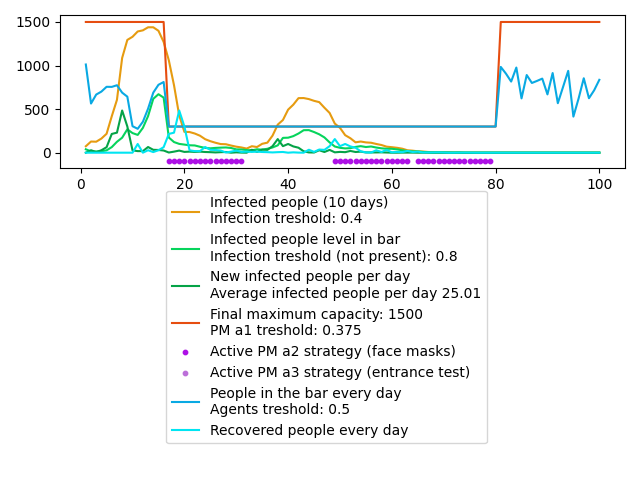 1500
1000
500
0
0 20 40 60 80 100
Infected people (10 days)
Infection treshold: 0.4
Infected people level in bar
Infection treshold (not present): 0.8
New infected people per day
Average infected people per day 25.01
Final maximum capacity: 1500
PM a1 treshold: 0.375
Active PM a2 strategy (face masks)
Active PM a3 strategy (entrance test)
People in the bar every day
Agents treshold: 0.5
Recovered people every day